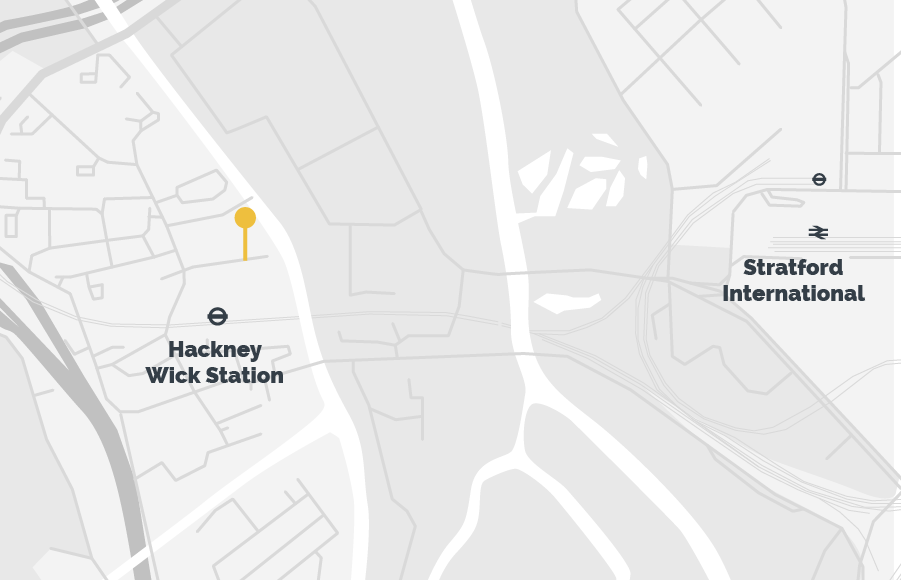 Stratford
International
Hackney
Wick Station